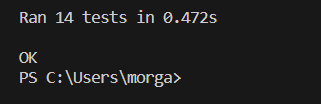 Ran 14 tests in 0.472s
OK
PS C:\Users\morga>